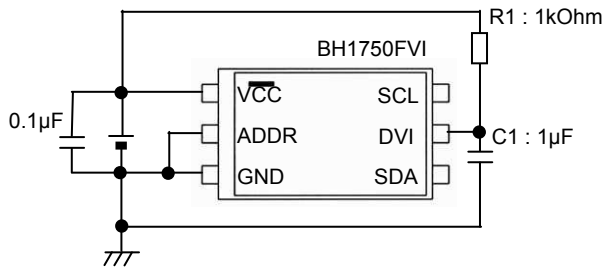 R1 : 1kOhm
BH1750FVI
VCC SCL
0.1µF
ADDR DVI
C1 : 1µF
GND SDA